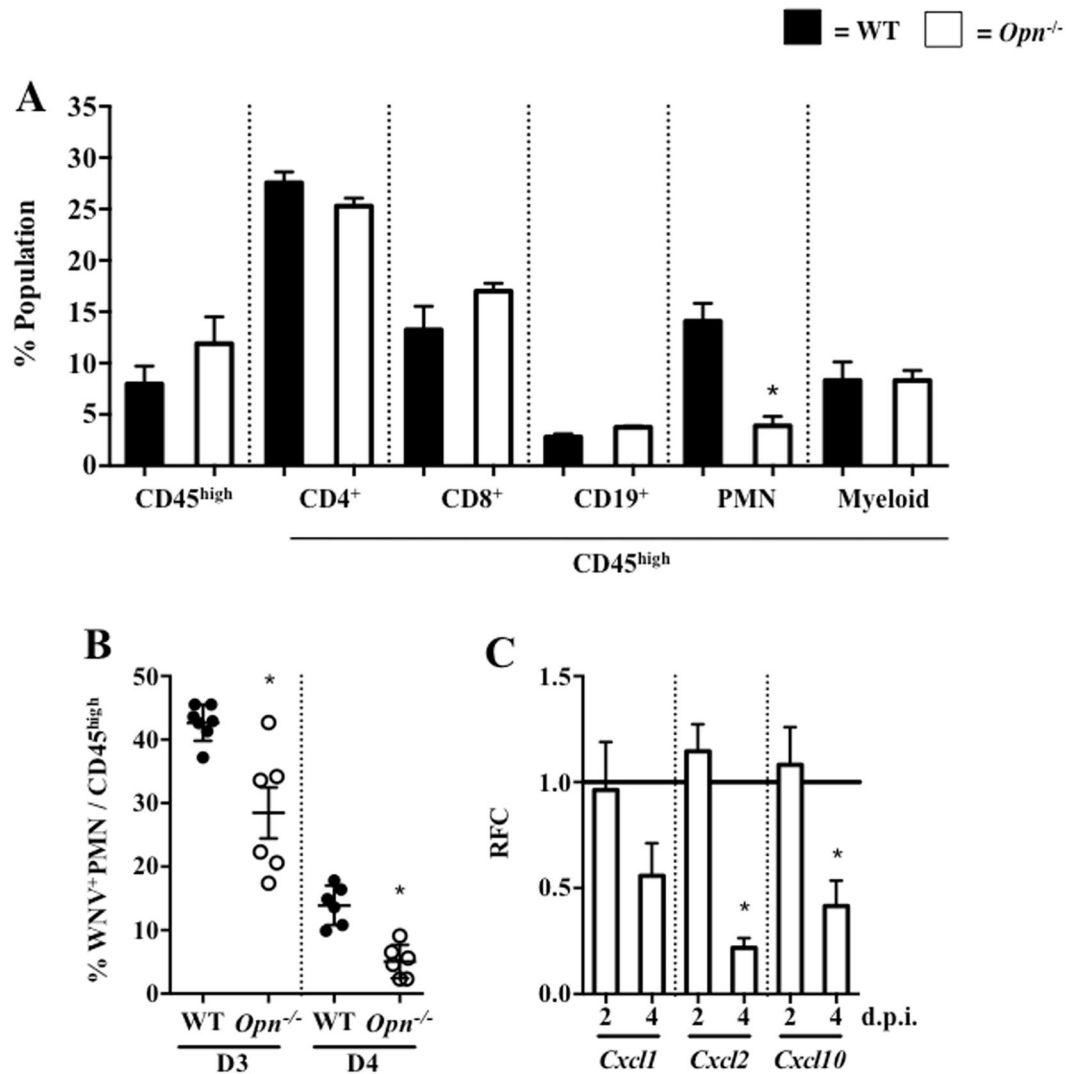 = WT = Opn-/-
A
% Population
35
30
25
20
15
10
5
0
CD45high CD4+ CD8+ CD19+ PMN Myeloid
CD45high
B
% WNV+PMN / CD45high
50
40
30
20
10
0
* *
WT Opn-/- WT Opn-/-
D3 D4
C
RFC
1.5
1.0
0.5
0.0
* *
2 4 2 4 2 4 d.p.i.
Cxcl1 Cxcl2 Cxcl10